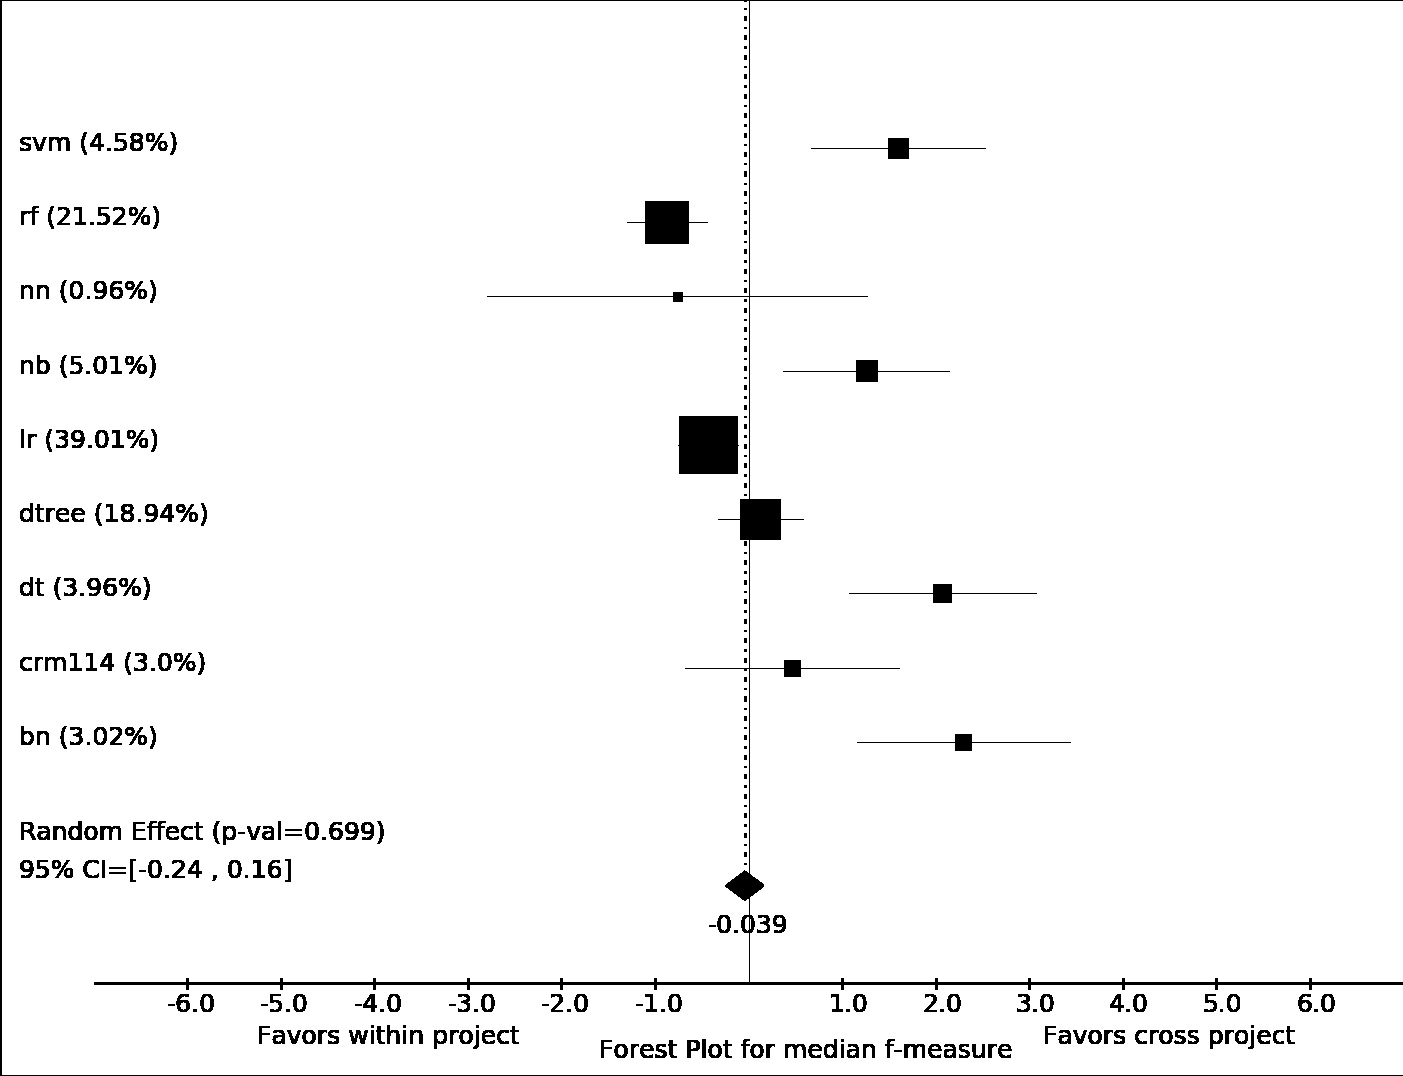 svm (4.58%)
rf (21.52%)
nn (0.96%)
nb (5.01%)
lr (39.01%)
dtree (18.94%)
dt (3.96%)
crm114 (3.0%)
bn (3.02%)
Random Effect (p-val=0.699)
95% CI=[-0.24 , 0.16]
-0.039
-6.0 -5.0 -4.0 -3.0 -2.0 -1.0 1.0 2.0 3.0 4.0 5.0 6.0
Favors within project Favors cross project
Forest Plot for median f-measure